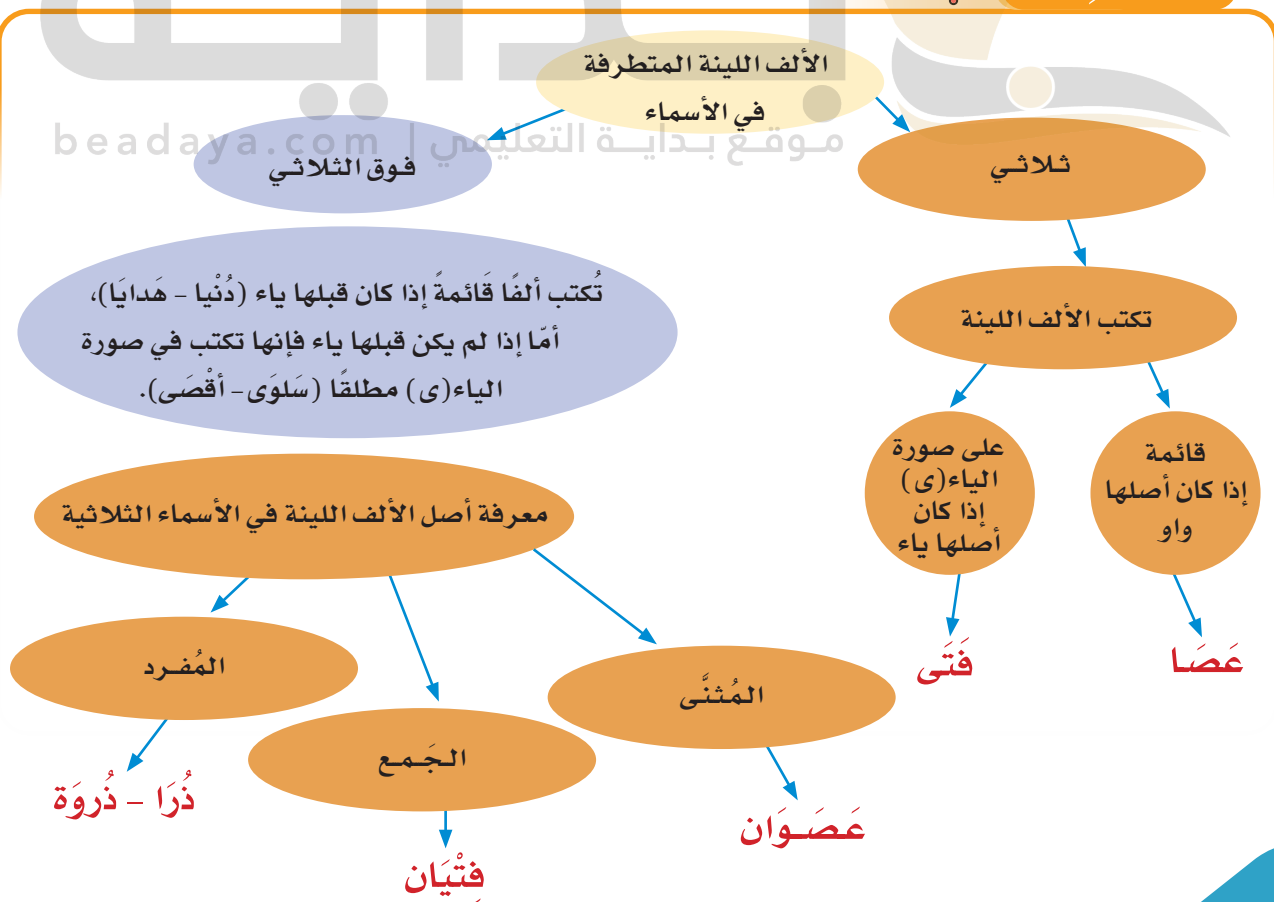 الألف اللينة المتطرفة
في الأسماء
موقع بداية التعليمي | beadaya.com
ثلاثي
فوق الثلاثي
تكتب الألف اللينة
تُكتب ألفًا قَائمةً إذا كان قبلها ياء (دُنْيا - هَدايَا)،
أمّا إذا لم يكن قبلها ياء فإنها تكتب في صورة
الياء(ى) مطلقًا (سَلوَى- أقْصَى).
قائمة
إذا كان أصلها
واو
على صورة
الياء(ى)
إذا كان
أصلها ياء
عَصَا
فَتَى
معرفة أصل الألف اللينة في الأسماء الثلاثية
المُثنَّى
الجَمع
المُفرد
عَصَوَان
فِتْيَان
ذُرَا - ذُروَة